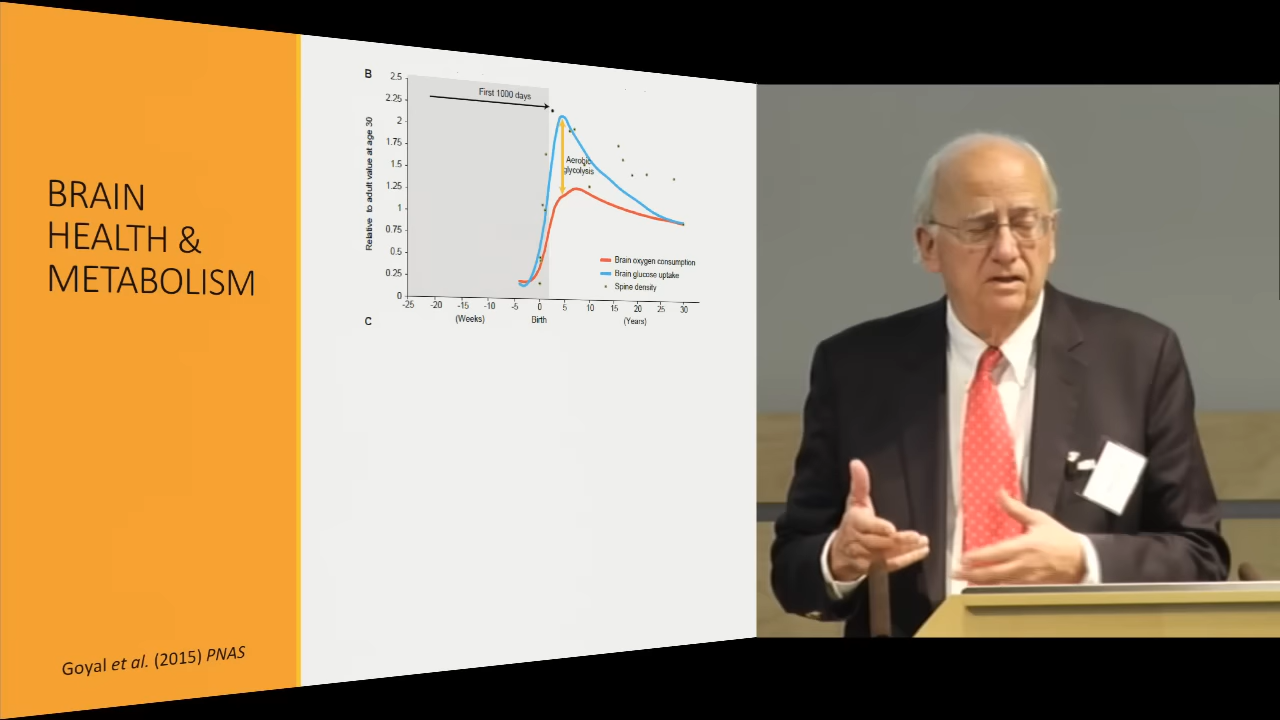 BRAIN
HEALTH &
METABOLISM
Goyal et al. (2015) PNAS
B
Relative to adult value at age 30
2.5
2.25
2
1.75
1.5
1.25
1
0.75
0.5
0.25
0
First 1000 days
Aerobic
glycolysis
Brain oxygen consumption
Brain glucose uptake
Spine density
-25 -20 -15 -10 -5 0 5 10 15 20 25 30
(Weeks) Birth (Years)
C